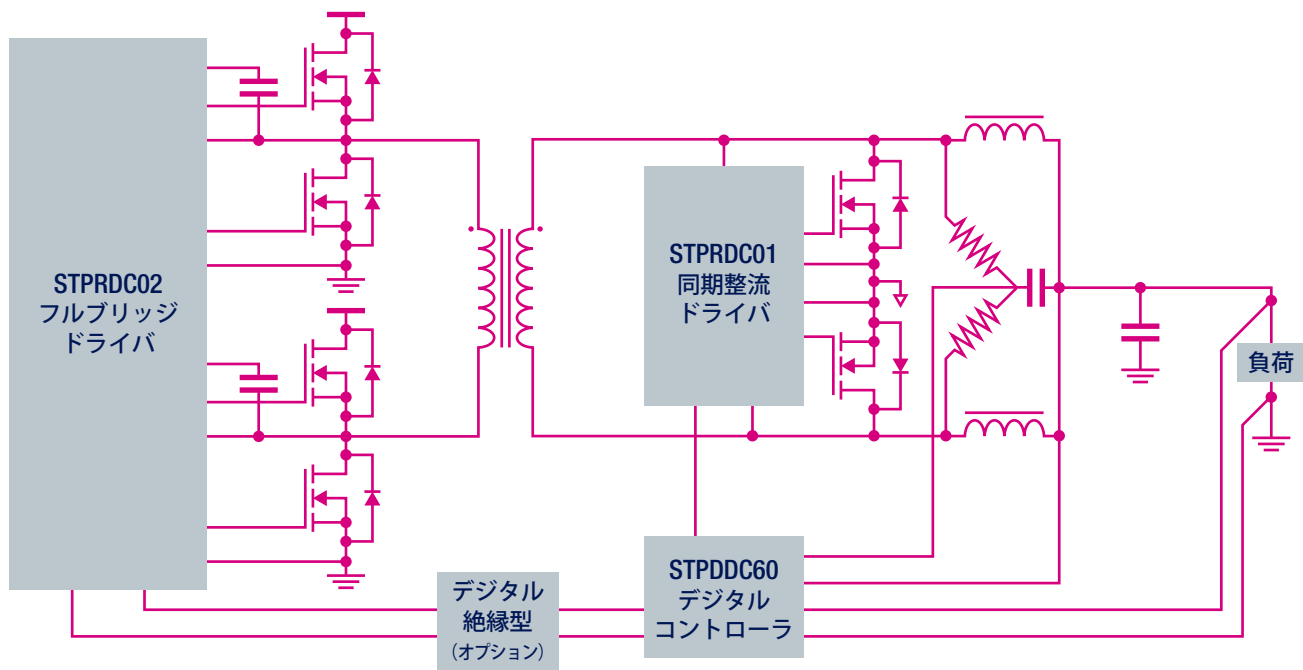 STPRDC02
フルブリッジ
ドライバ
STPRDC01
同期整流
ドライバ
負荷
デジタル
絶縁型
(オプション)
STPDDC60
デジタル
コントローラ